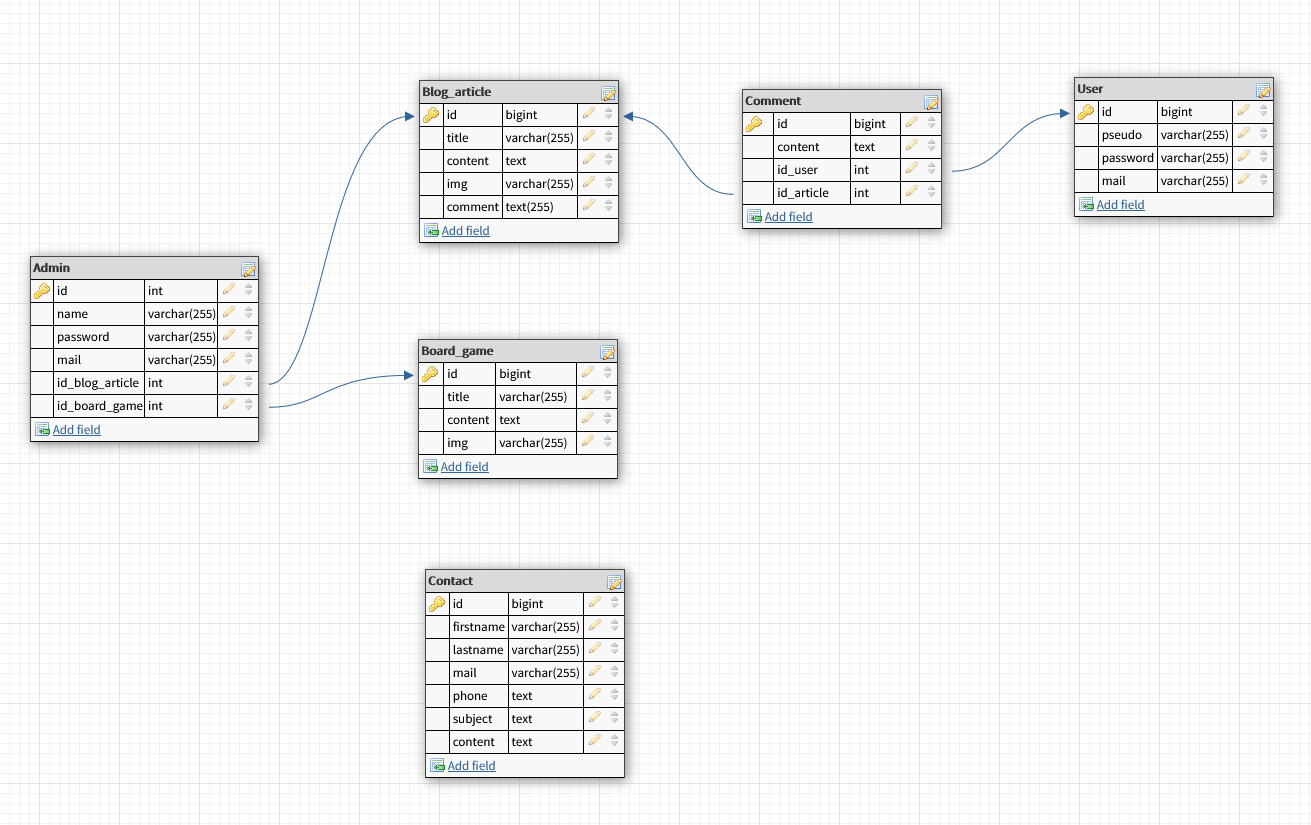 Blog_article
id bigint
title varchar(255)
content text
img varchar(255)
comment text(255)
Add field
Comment
id bigint
content text
id_user int
id_article int
Add field
User
id bigint
pseudo varchar(255)
password varchar(255)
mail varchar(255)
Add field
Admin
id int
name varchar(255)
password varchar(255)
mail varchar(255)
id_blog_article int
id_board_game int
Add field
Board_game
id bigint
title varchar(255)
content text
img varchar(255)
Add field
Contact
id bigint
firstname varchar(255)
lastname varchar(255)
mail varchar(255)
phone text
subject text
content text
Add field